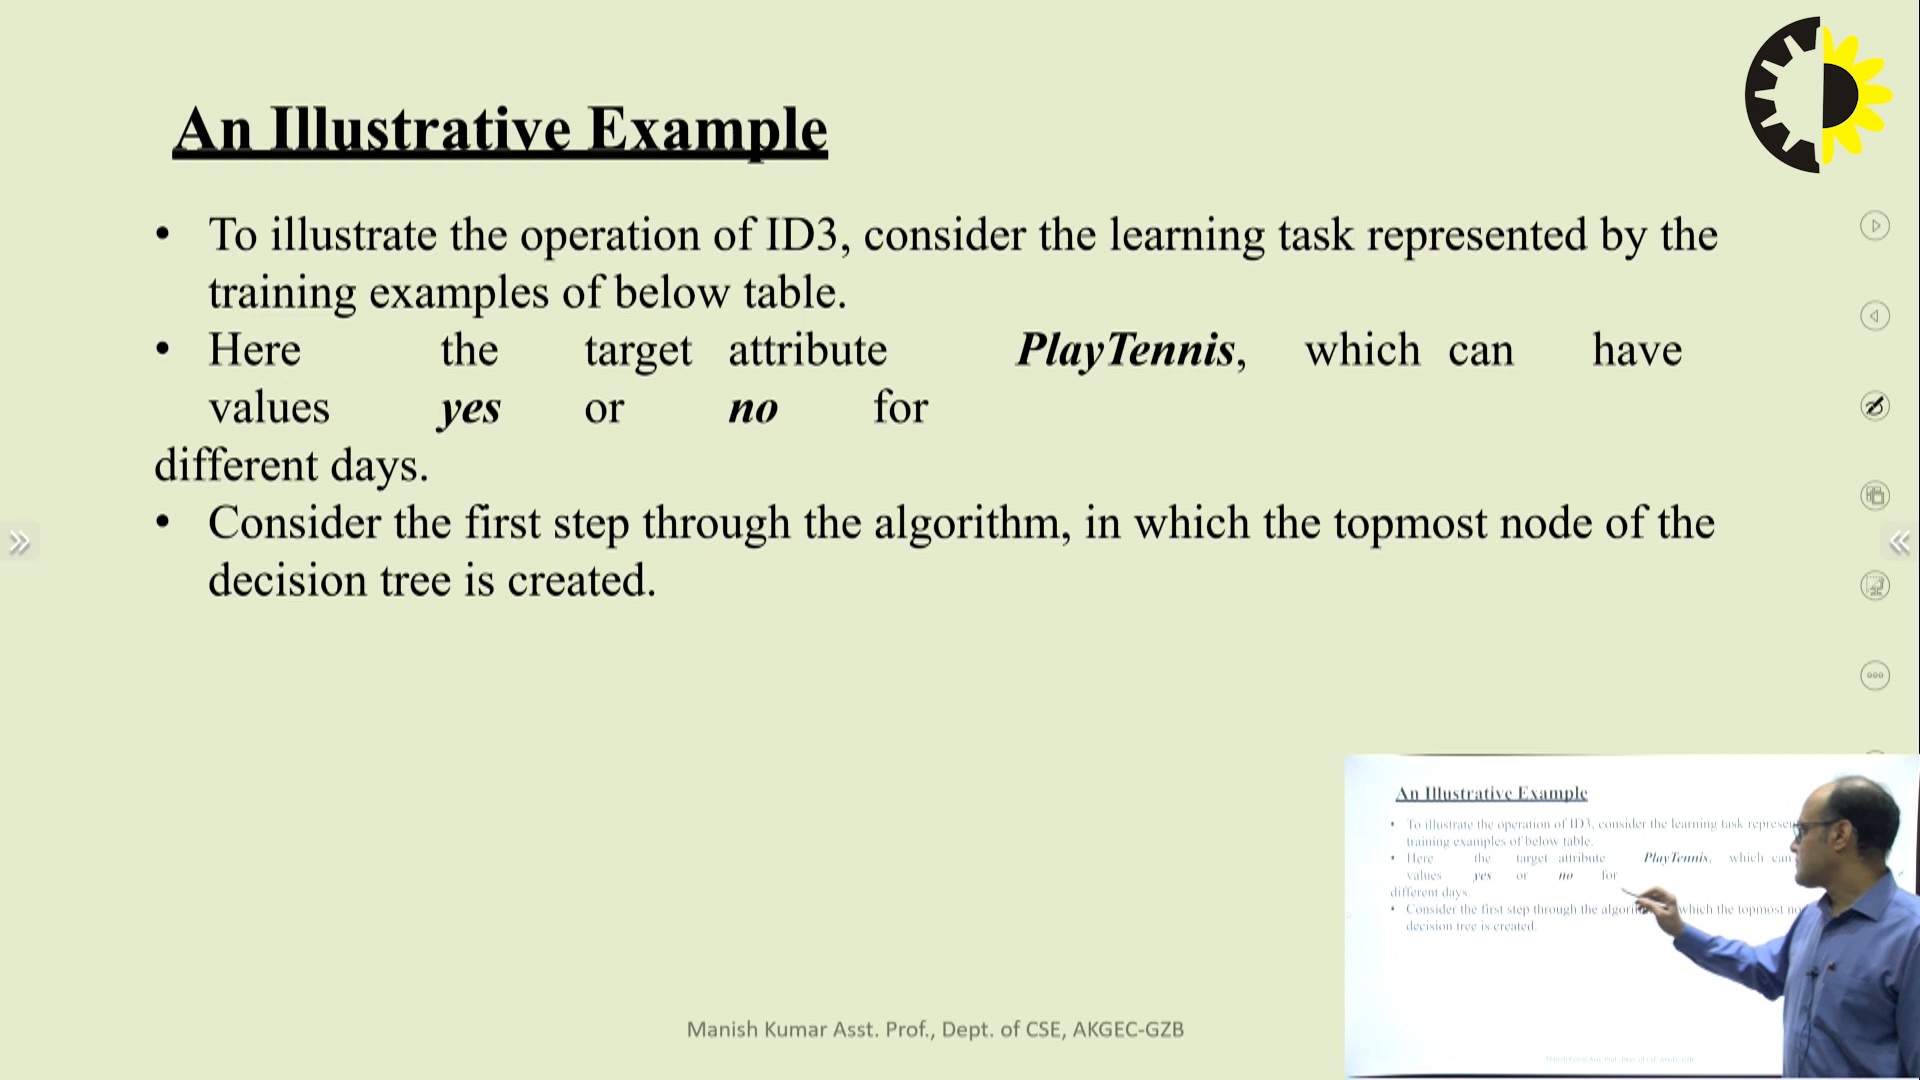 An Illustrative Example
• To illustrate the operation of ID3, consider the learning task represented by the
training examples of below table.
• Here the target attribute PlayTennis, which can have
values yes or no for
different days.
• Consider the first step through the algorithm, in which the topmost node of the
decision tree is created.
Manish Kumar Asst. Prof., Dept. of CSE, AKGEC-GZB
An Illustrative Example
• To illustrate the operation of ID3, consider the learning task
training examples of below table.
• Here the target attribute PlayTennis, which can
values yes or no for
different days.
• Consider the first step through the which the topmost
decision tree is created.